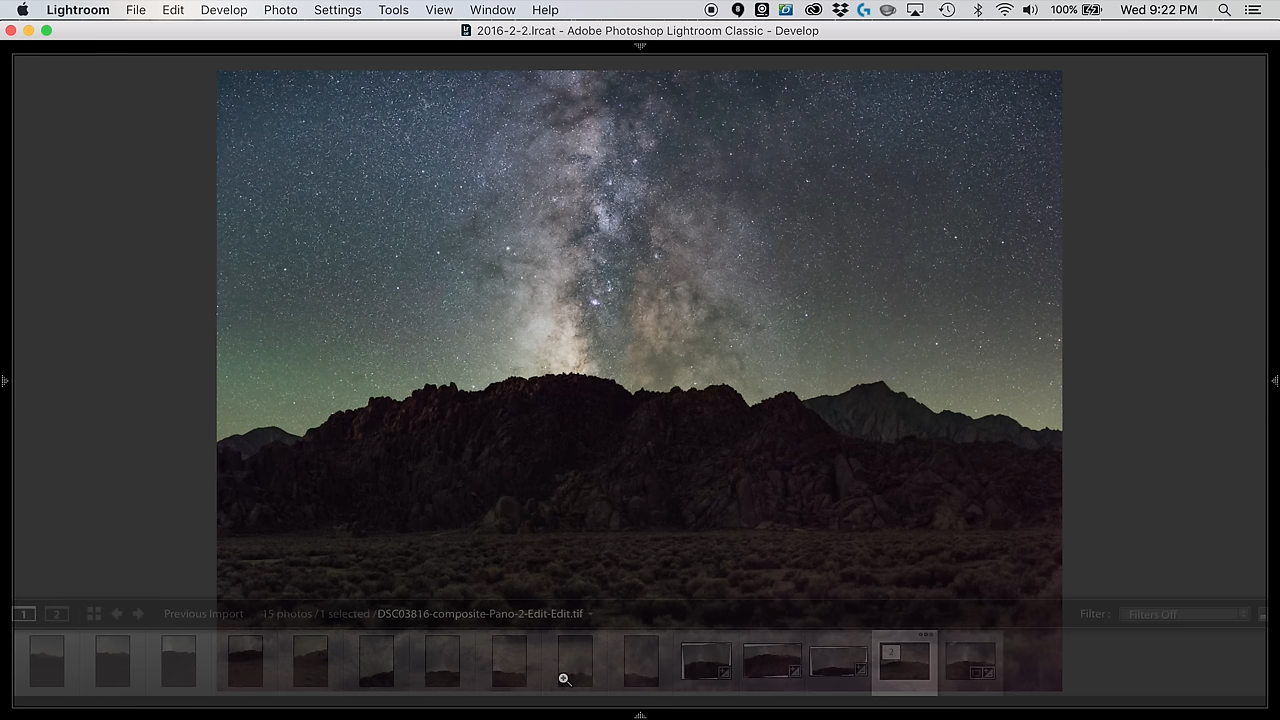 Lightroom File Edit Develop Photo Settings Tools View Window Help 100% Wed 9:22 PM
2016-2-2.lrcat - Adobe Photoshop Lightroom Classic - Develop
1 2 Previous Import 15 photos / 1 selected / DSC03816-composite-Pano-2-Edit-Edit.tif Filter : Filters Off
2